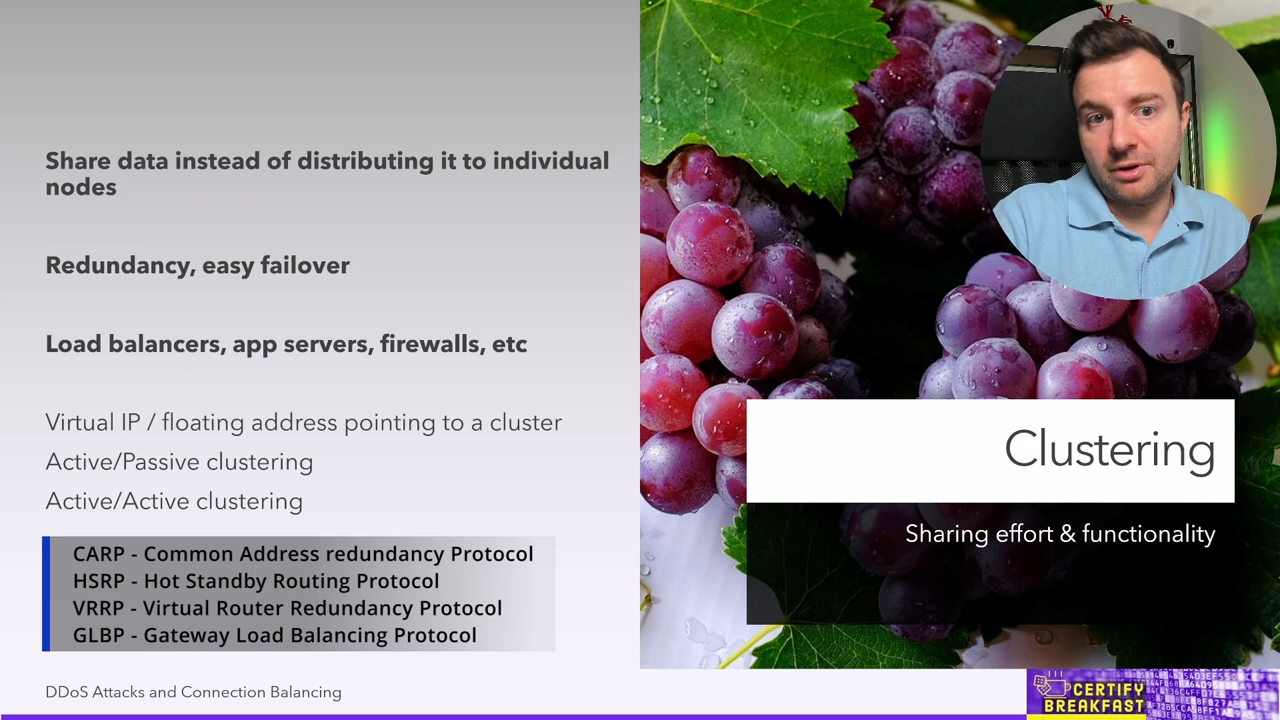 Share data instead of distributing it to individual
nodes
Redundancy, easy failover
Load balancers, app servers, firewalls, etc
Virtual IP / floating address pointing to a cluster
Active/Passive clustering
Active/Active clustering
CARP - Common Address redundancy Protocol
HSRP - Hot Standby Routing Protocol
VRRP - Virtual Router Redundancy Protocol
GLBP - Gateway Load Balancing Protocol
Clustering
Sharing effort & functionality
DDoS Attacks and Connection Balancing
CERTIFY
BREAKFAST